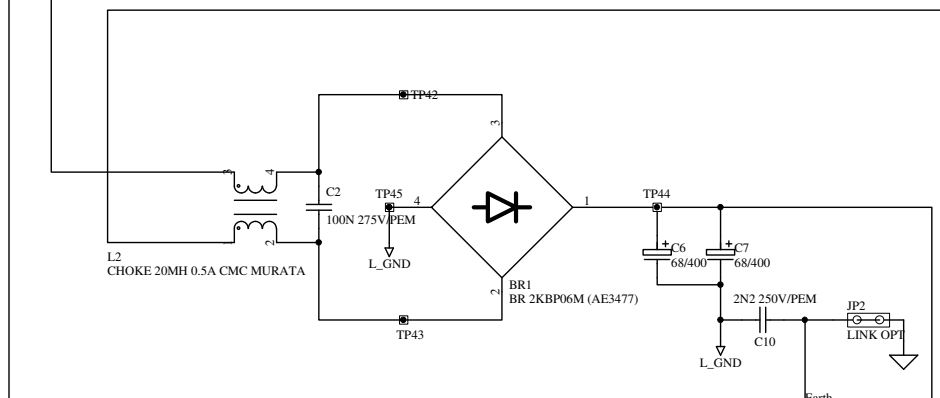 TP42
3
3
4
C2
100N 275V/PEM
TP45
4
1
TP44
1
2
L_GND
L2
CHOKE 20MH 0.5A CMC MURATA
2
BR1
BR 2KBP06M (AE3477)
TP43
+
C6
68/400
+
C7
68/400
2N2 250V/PEM
C10
L_GND
JP2
LINK OPT
Earth